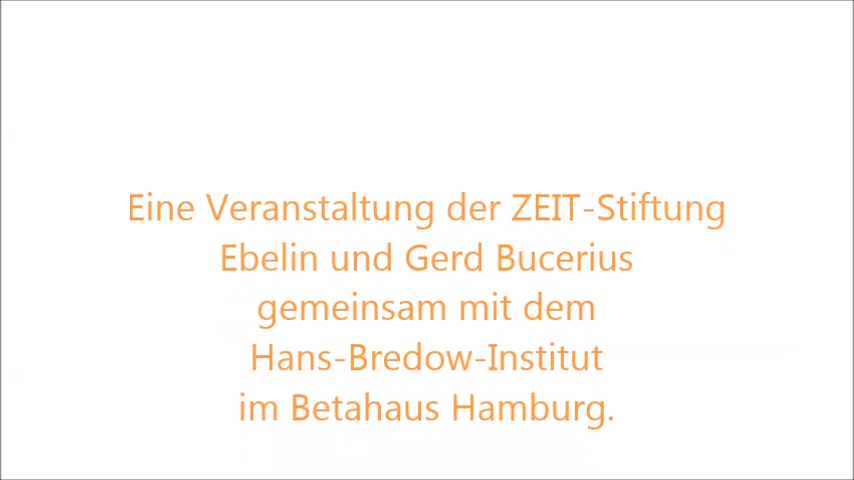 Eine Veranstaltung der ZEIT-Stiftung
Ebelin und Gerd Bucerius
gemeinsam mit dem
Hans-Bredow-Institut
im Betahaus Hamburg.